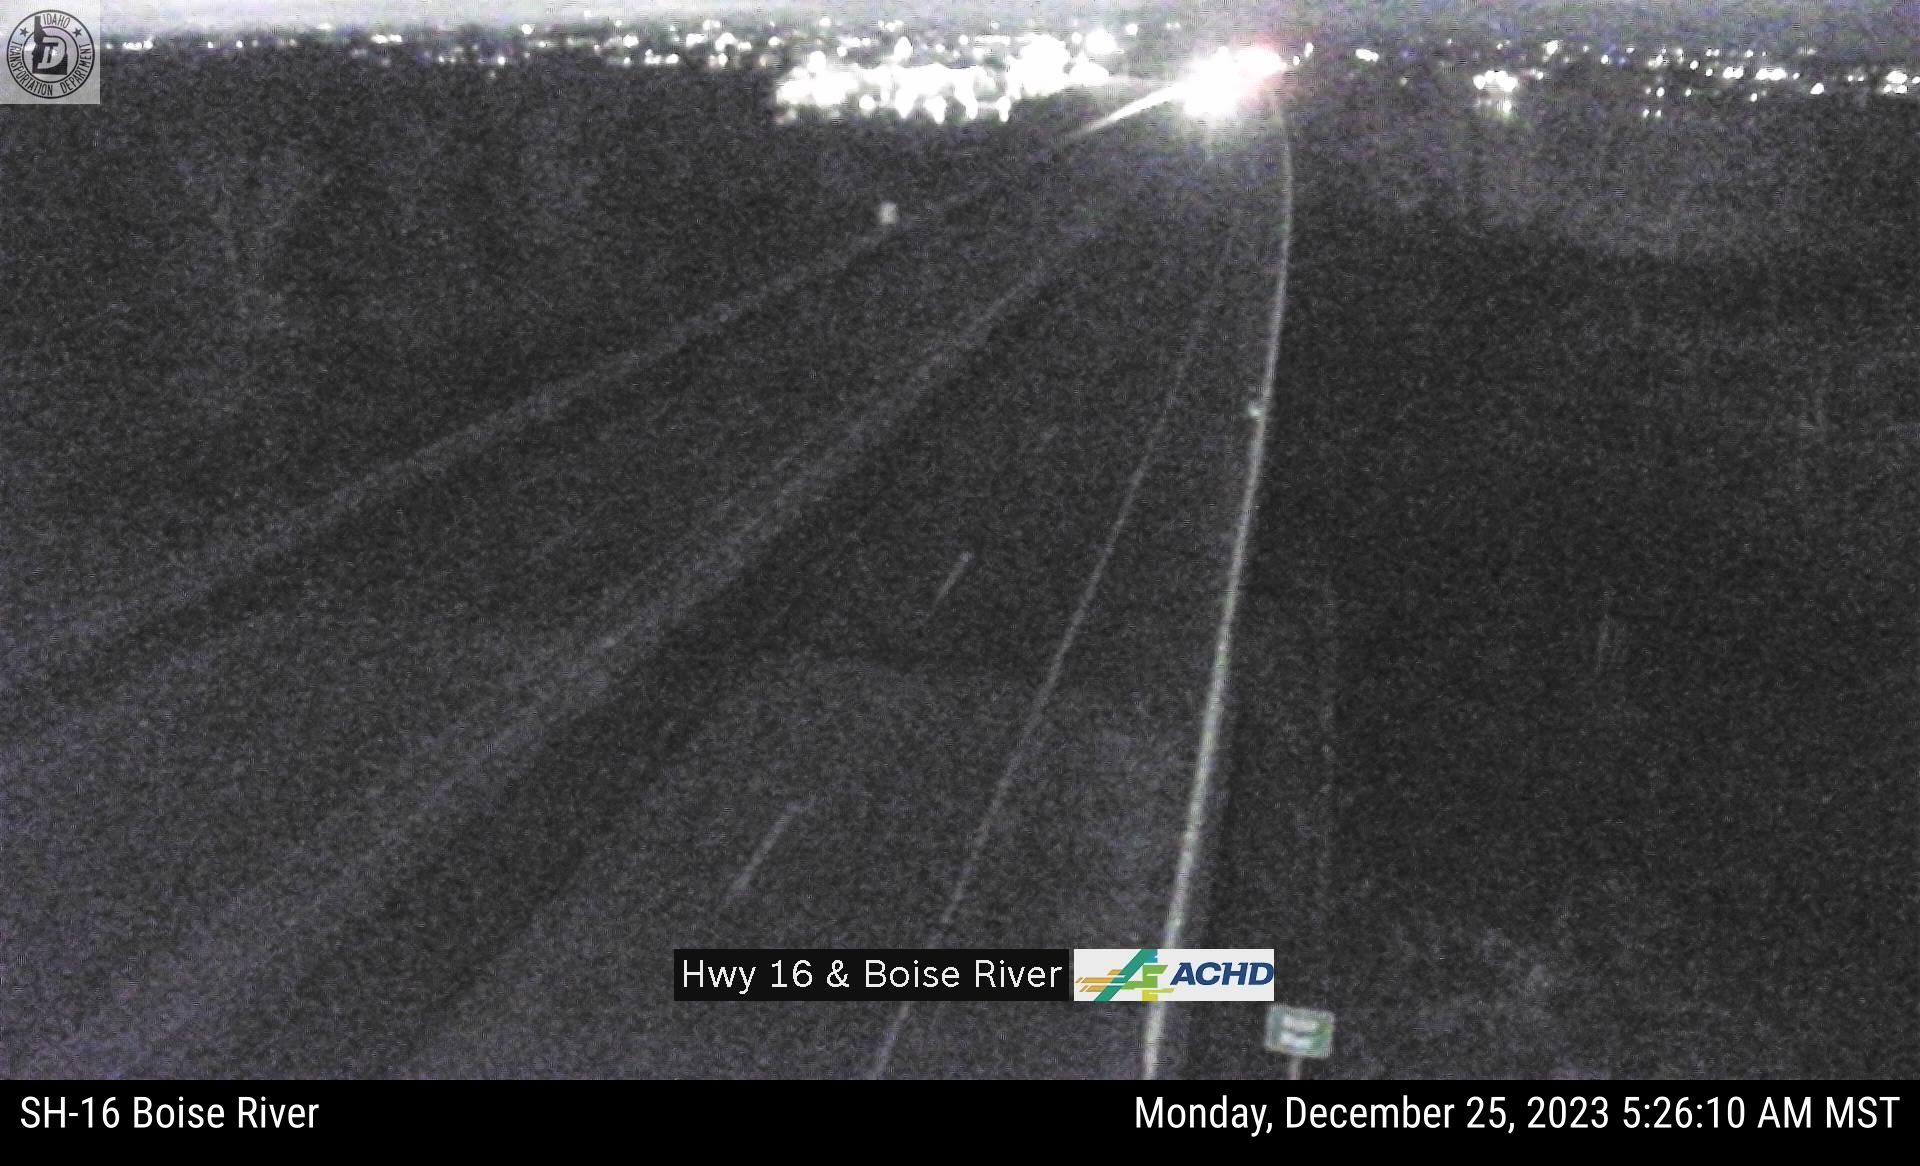 IDAHO
TRANSPORTATION DEPARTMENT
Hwy 16 & Boise River
ACHD
SH-16 Boise River
Monday, December 25, 2023 5:26:10 AM MST